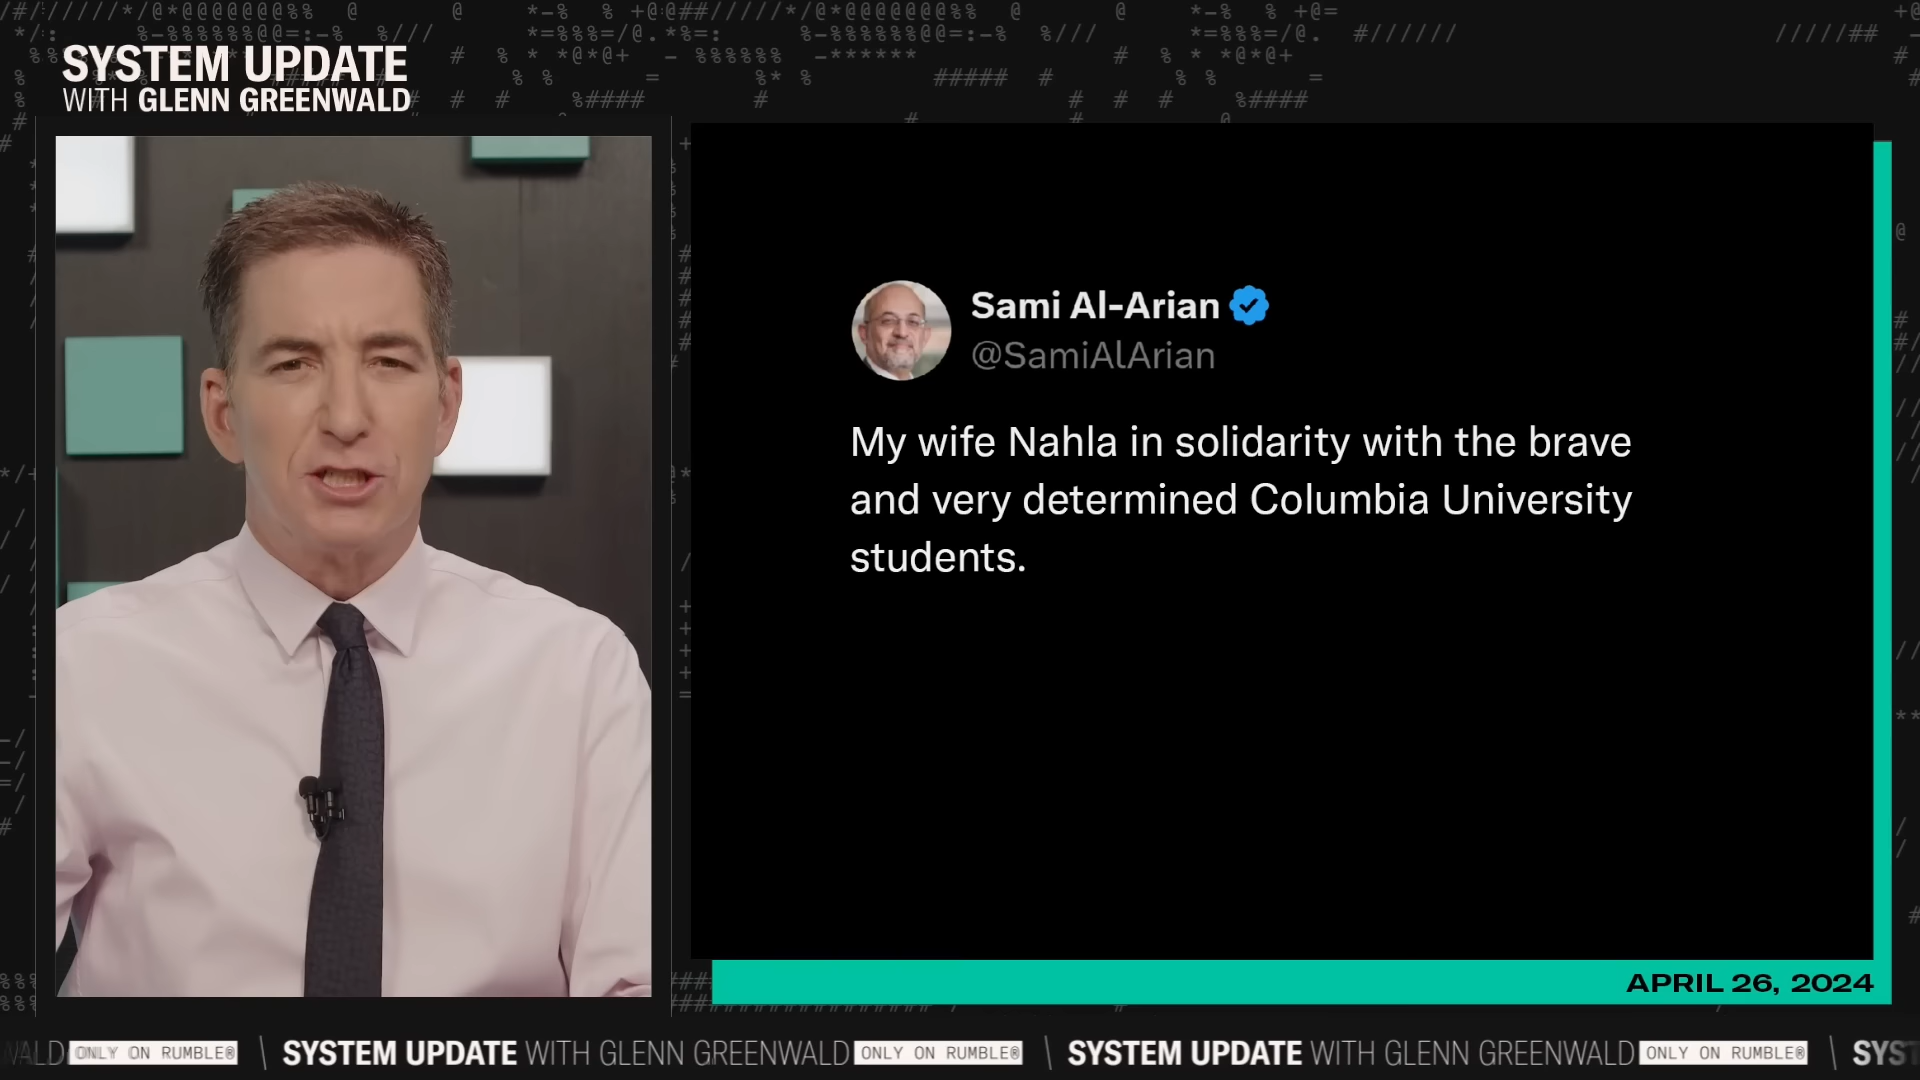 SYSTEM UPDATE
WITH GLENN GREENWALD
Sami Al-Arian
@SamiAlArian
My wife Nahla in solidarity with the brave
and very determined Columbia University
students.
APRIL 26, 2024
WALD ONLY ON RUMBLE® \ SYSTEM UPDATE WITH GLENN GREENWALD ONLY ON RUMBLE® \ SYSTEM UPDATE WITH GLENN GREENWALD ONLY ON RUMBLE® \ SYS